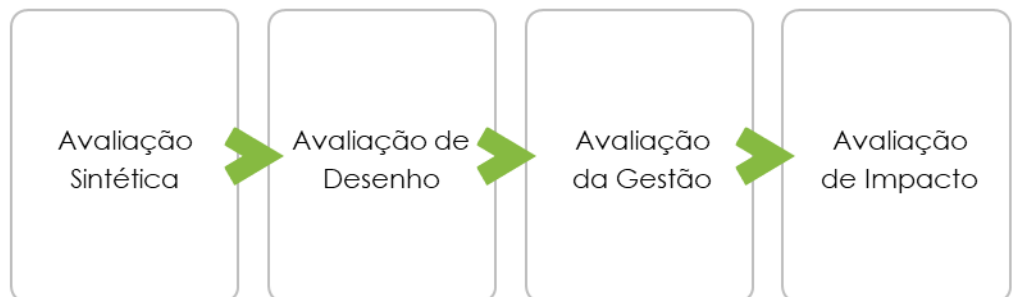 Avaliação
Sintética
Avaliação de
Desenho
Avaliação
da Gestão
Avaliação
de Impacto